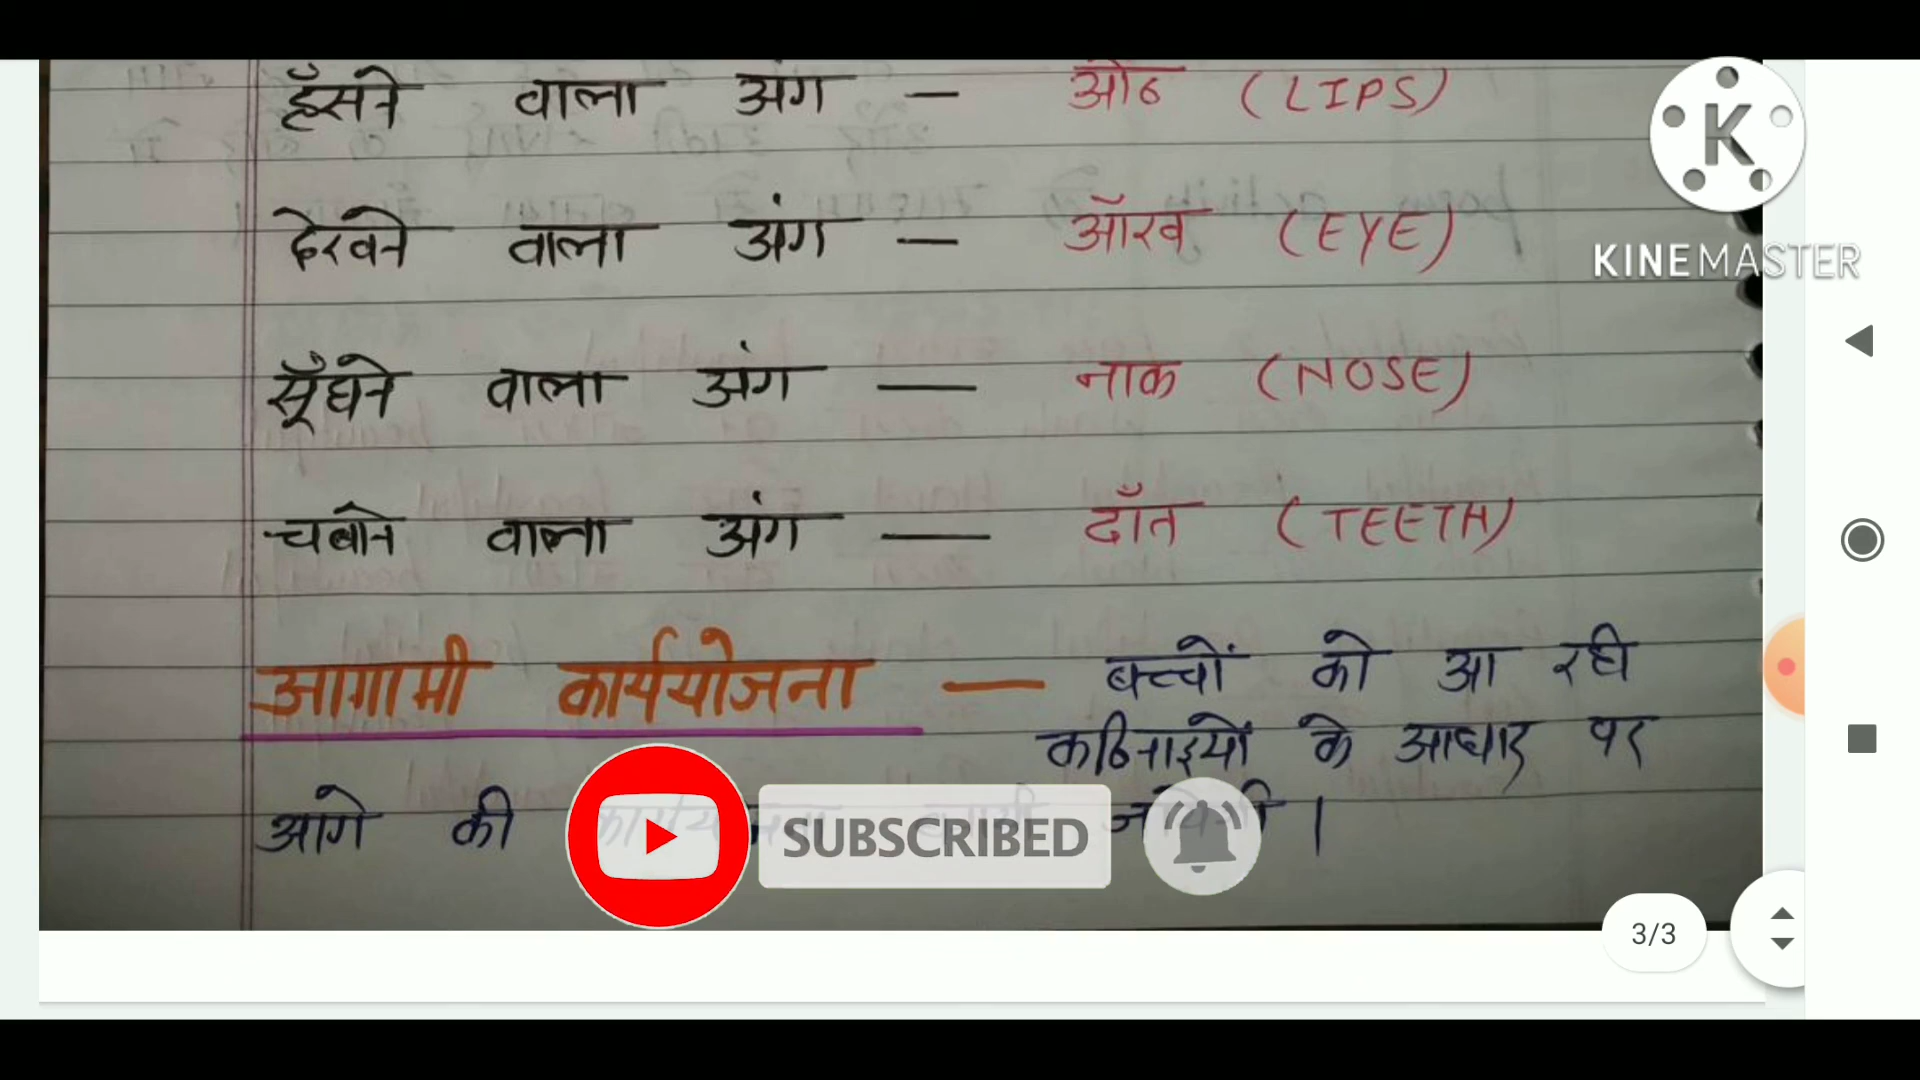 हँसने वाला अंग — ओठ (LIPS)
देखने वाला अंग — आँख (EYE)
सूँघने वाला अंग — नाक (NOSE)
चबाने वाला अंग — दाँत (TEETH)
आगामी कार्ययोजना — बच्चों को आ रही
कठिनाइयों के आधार पर
आगे की
K
KINEMASTER
SUBSCRIBED
3/3